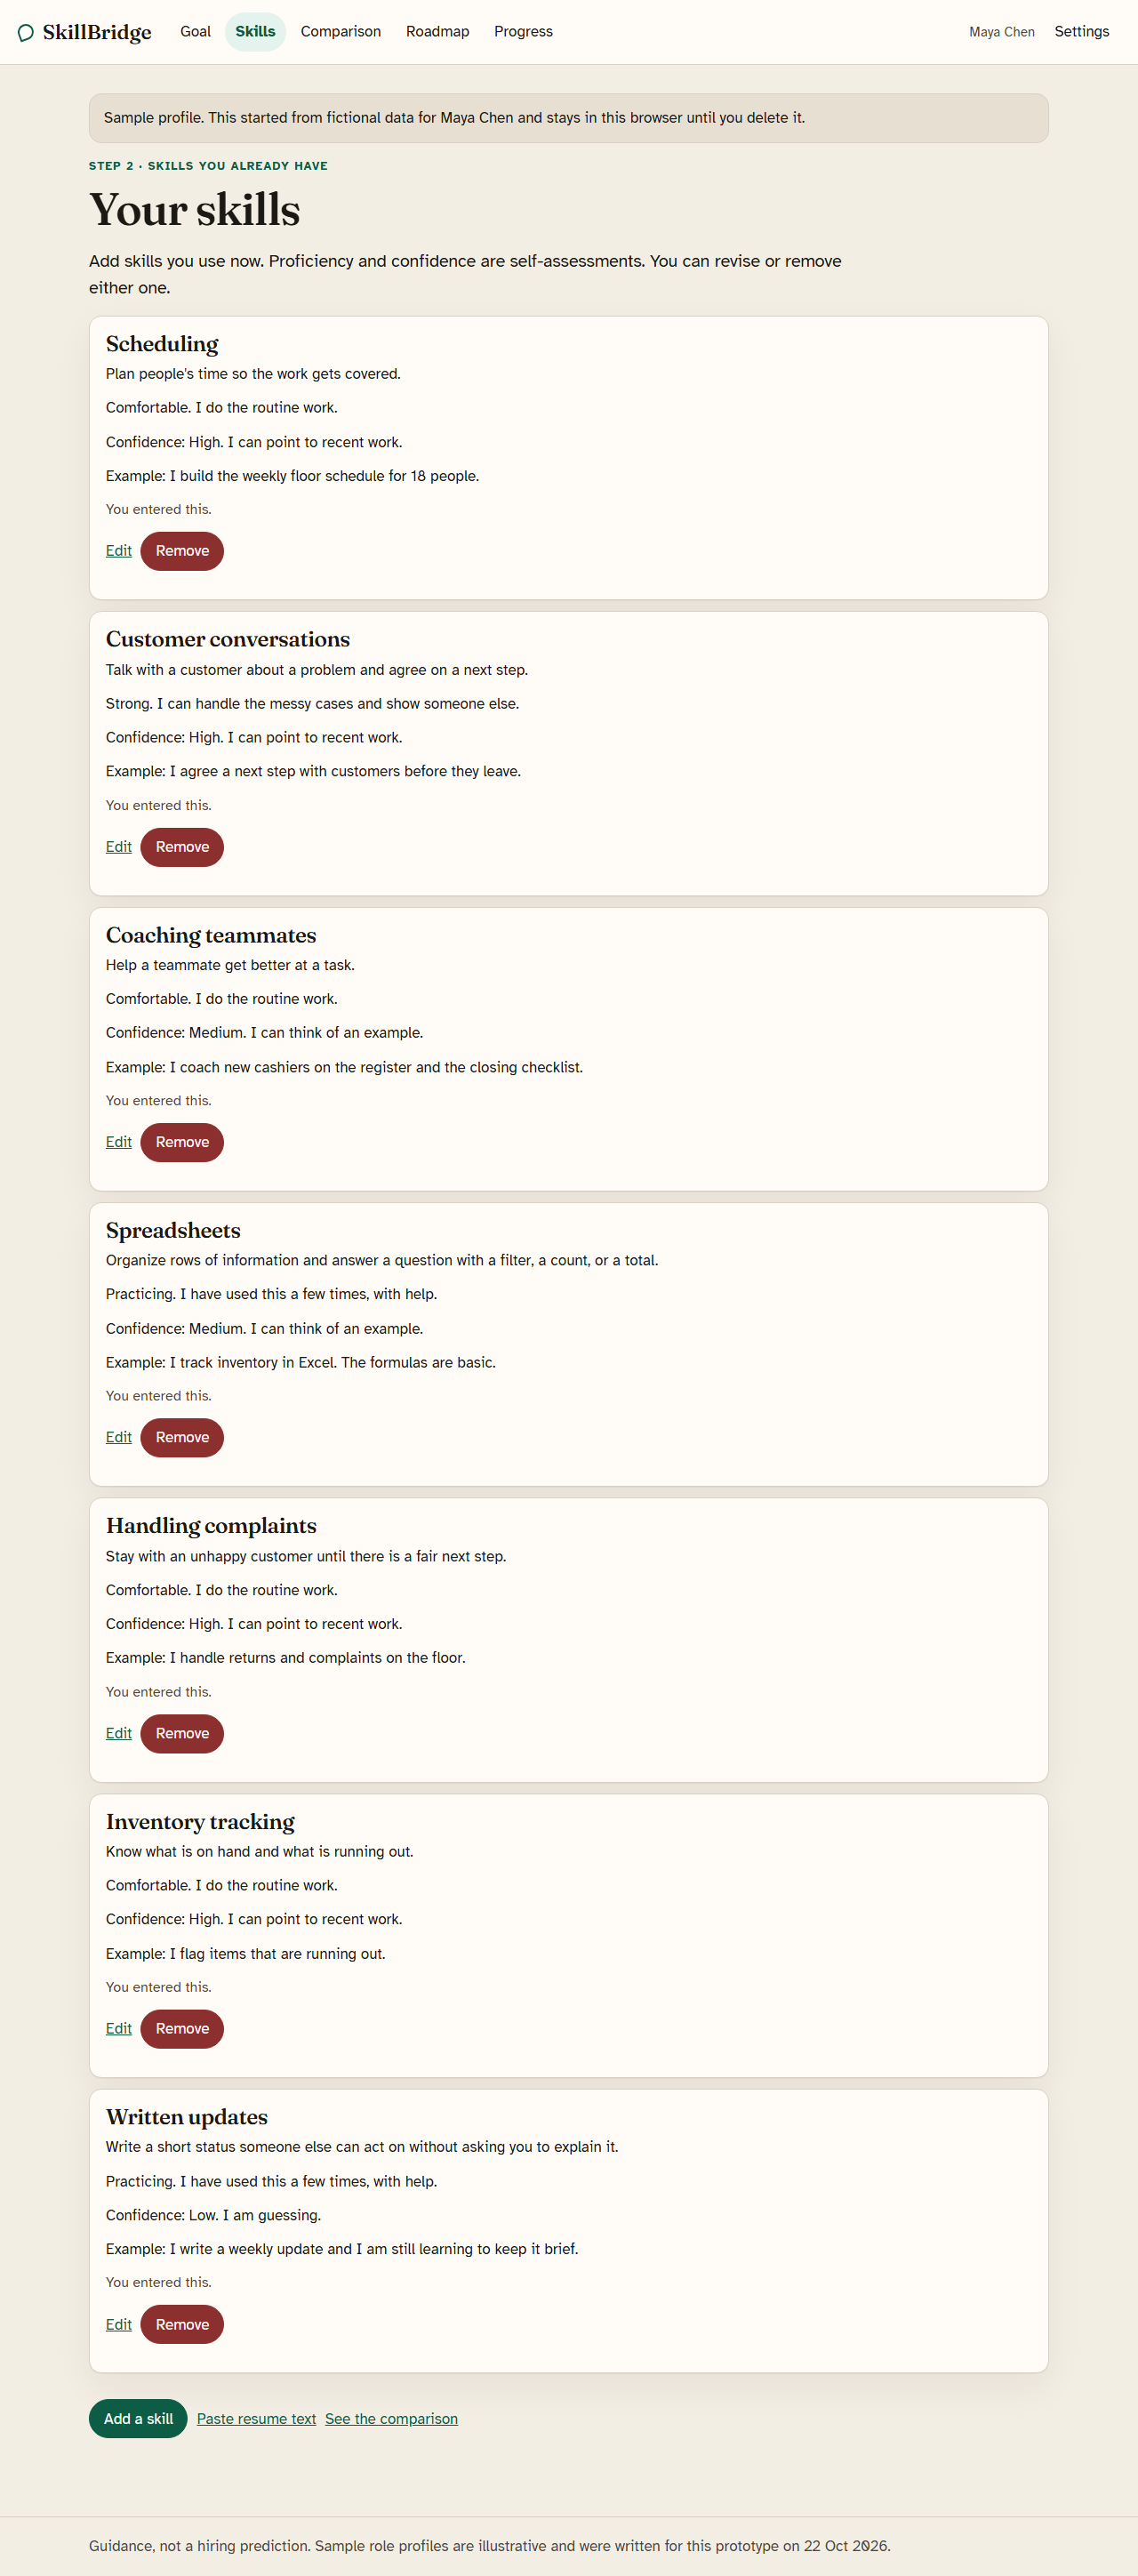 SkillBridge
Goal
Skills
Comparison
Roadmap
Progress
Maya Chen
Settings
Sample profile. This started from fictional data for Maya Chen and stays in this browser until you delete it.
STEP 2 · SKILLS YOU ALREADY HAVE
Your skills
Add skills you use now. Proficiency and confidence are self-assessments. You can revise or remove
either one.
Scheduling
Plan people's time so the work gets covered.
Comfortable. I do the routine work.
Confidence: High. I can point to recent work.
Example: I build the weekly floor schedule for 18 people.
You entered this.
Edit Remove
Customer conversations
Talk with a customer about a problem and agree on a next step.
Strong. I can handle the messy cases and show someone else.
Confidence: High. I can point to recent work.
Example: I agree a next step with customers before they leave.
You entered this.
Edit Remove
Coaching teammates
Help a teammate get better at a task.
Comfortable. I do the routine work.
Confidence: Medium. I can think of an example.
Example: I coach new cashiers on the register and the closing checklist.
You entered this.
Edit Remove
Spreadsheets
Organize rows of information and answer a question with a filter, a count, or a total.
Practicing. I have used this a few times, with help.
Confidence: Medium. I can think of an example.
Example: I track inventory in Excel. The formulas are basic.
You entered this.
Edit Remove
Handling complaints
Stay with an unhappy customer until there is a fair next step.
Comfortable. I do the routine work.
Confidence: High. I can point to recent work.
Example: I handle returns and complaints on the floor.
You entered this.
Edit Remove
Inventory tracking
Know what is on hand and what is running out.
Comfortable. I do the routine work.
Confidence: High. I can point to recent work.
Example: I flag items that are running out.
You entered this.
Edit Remove
Written updates
Write a short status someone else can act on without asking you to explain it.
Practicing. I have used this a few times, with help.
Confidence: Low. I am guessing.
Example: I write a weekly update and I am still learning to keep it brief.
You entered this.
Edit Remove
Add a skill Paste resume text See the comparison
Guidance, not a hiring prediction. Sample role profiles are illustrative and were written for this prototype on 22 Oct 2026.